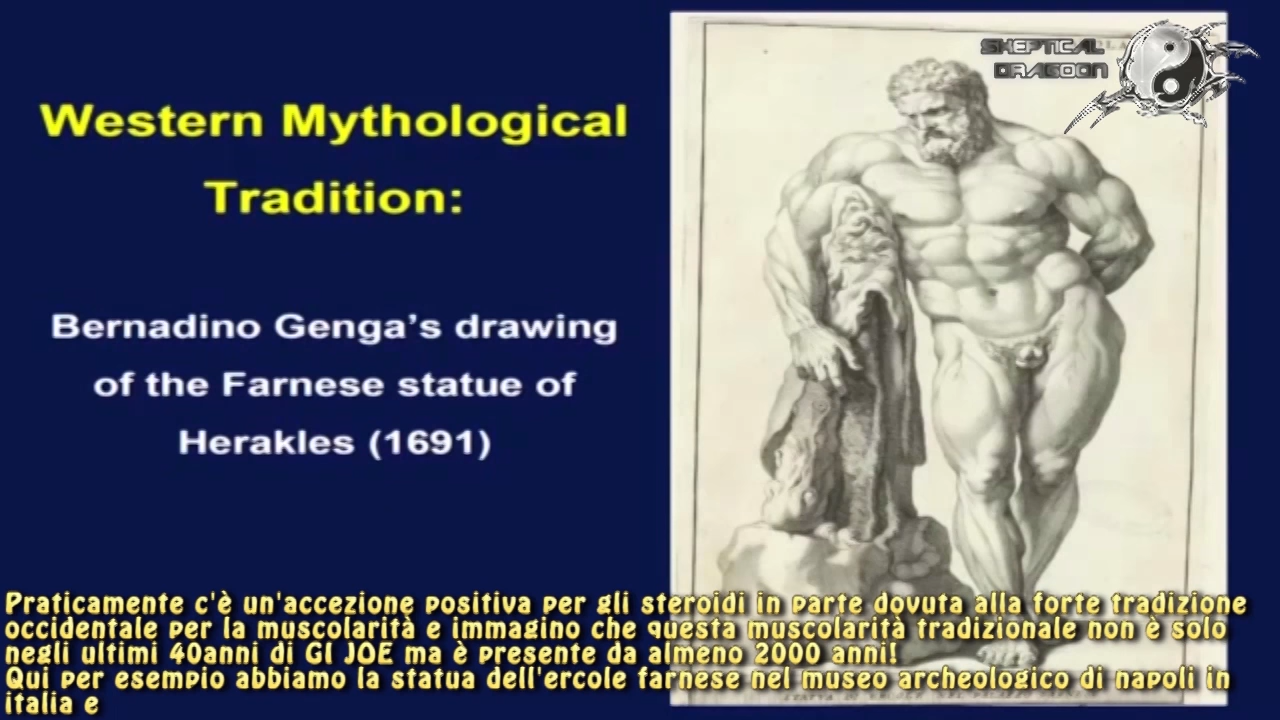 SKEPTICAL
DRAGOON
Western Mythological
Tradition:
Bernadino Genga's drawing
of the Farnese statue of
Herakles (1691)
Praticamente c'è un'accezione positiva per gli steroidi in parte dovuta alla forte tradizione
occidentale per la muscolarità e immagino che questa muscolarità tradizionale non è solo
negli ultimi 40anni di GI JOE ma è presente da almeno 2000 anni!
Qui per esempio abbiamo la statua dell'ercole farnese nel museo archeologico di napoli in
italia e